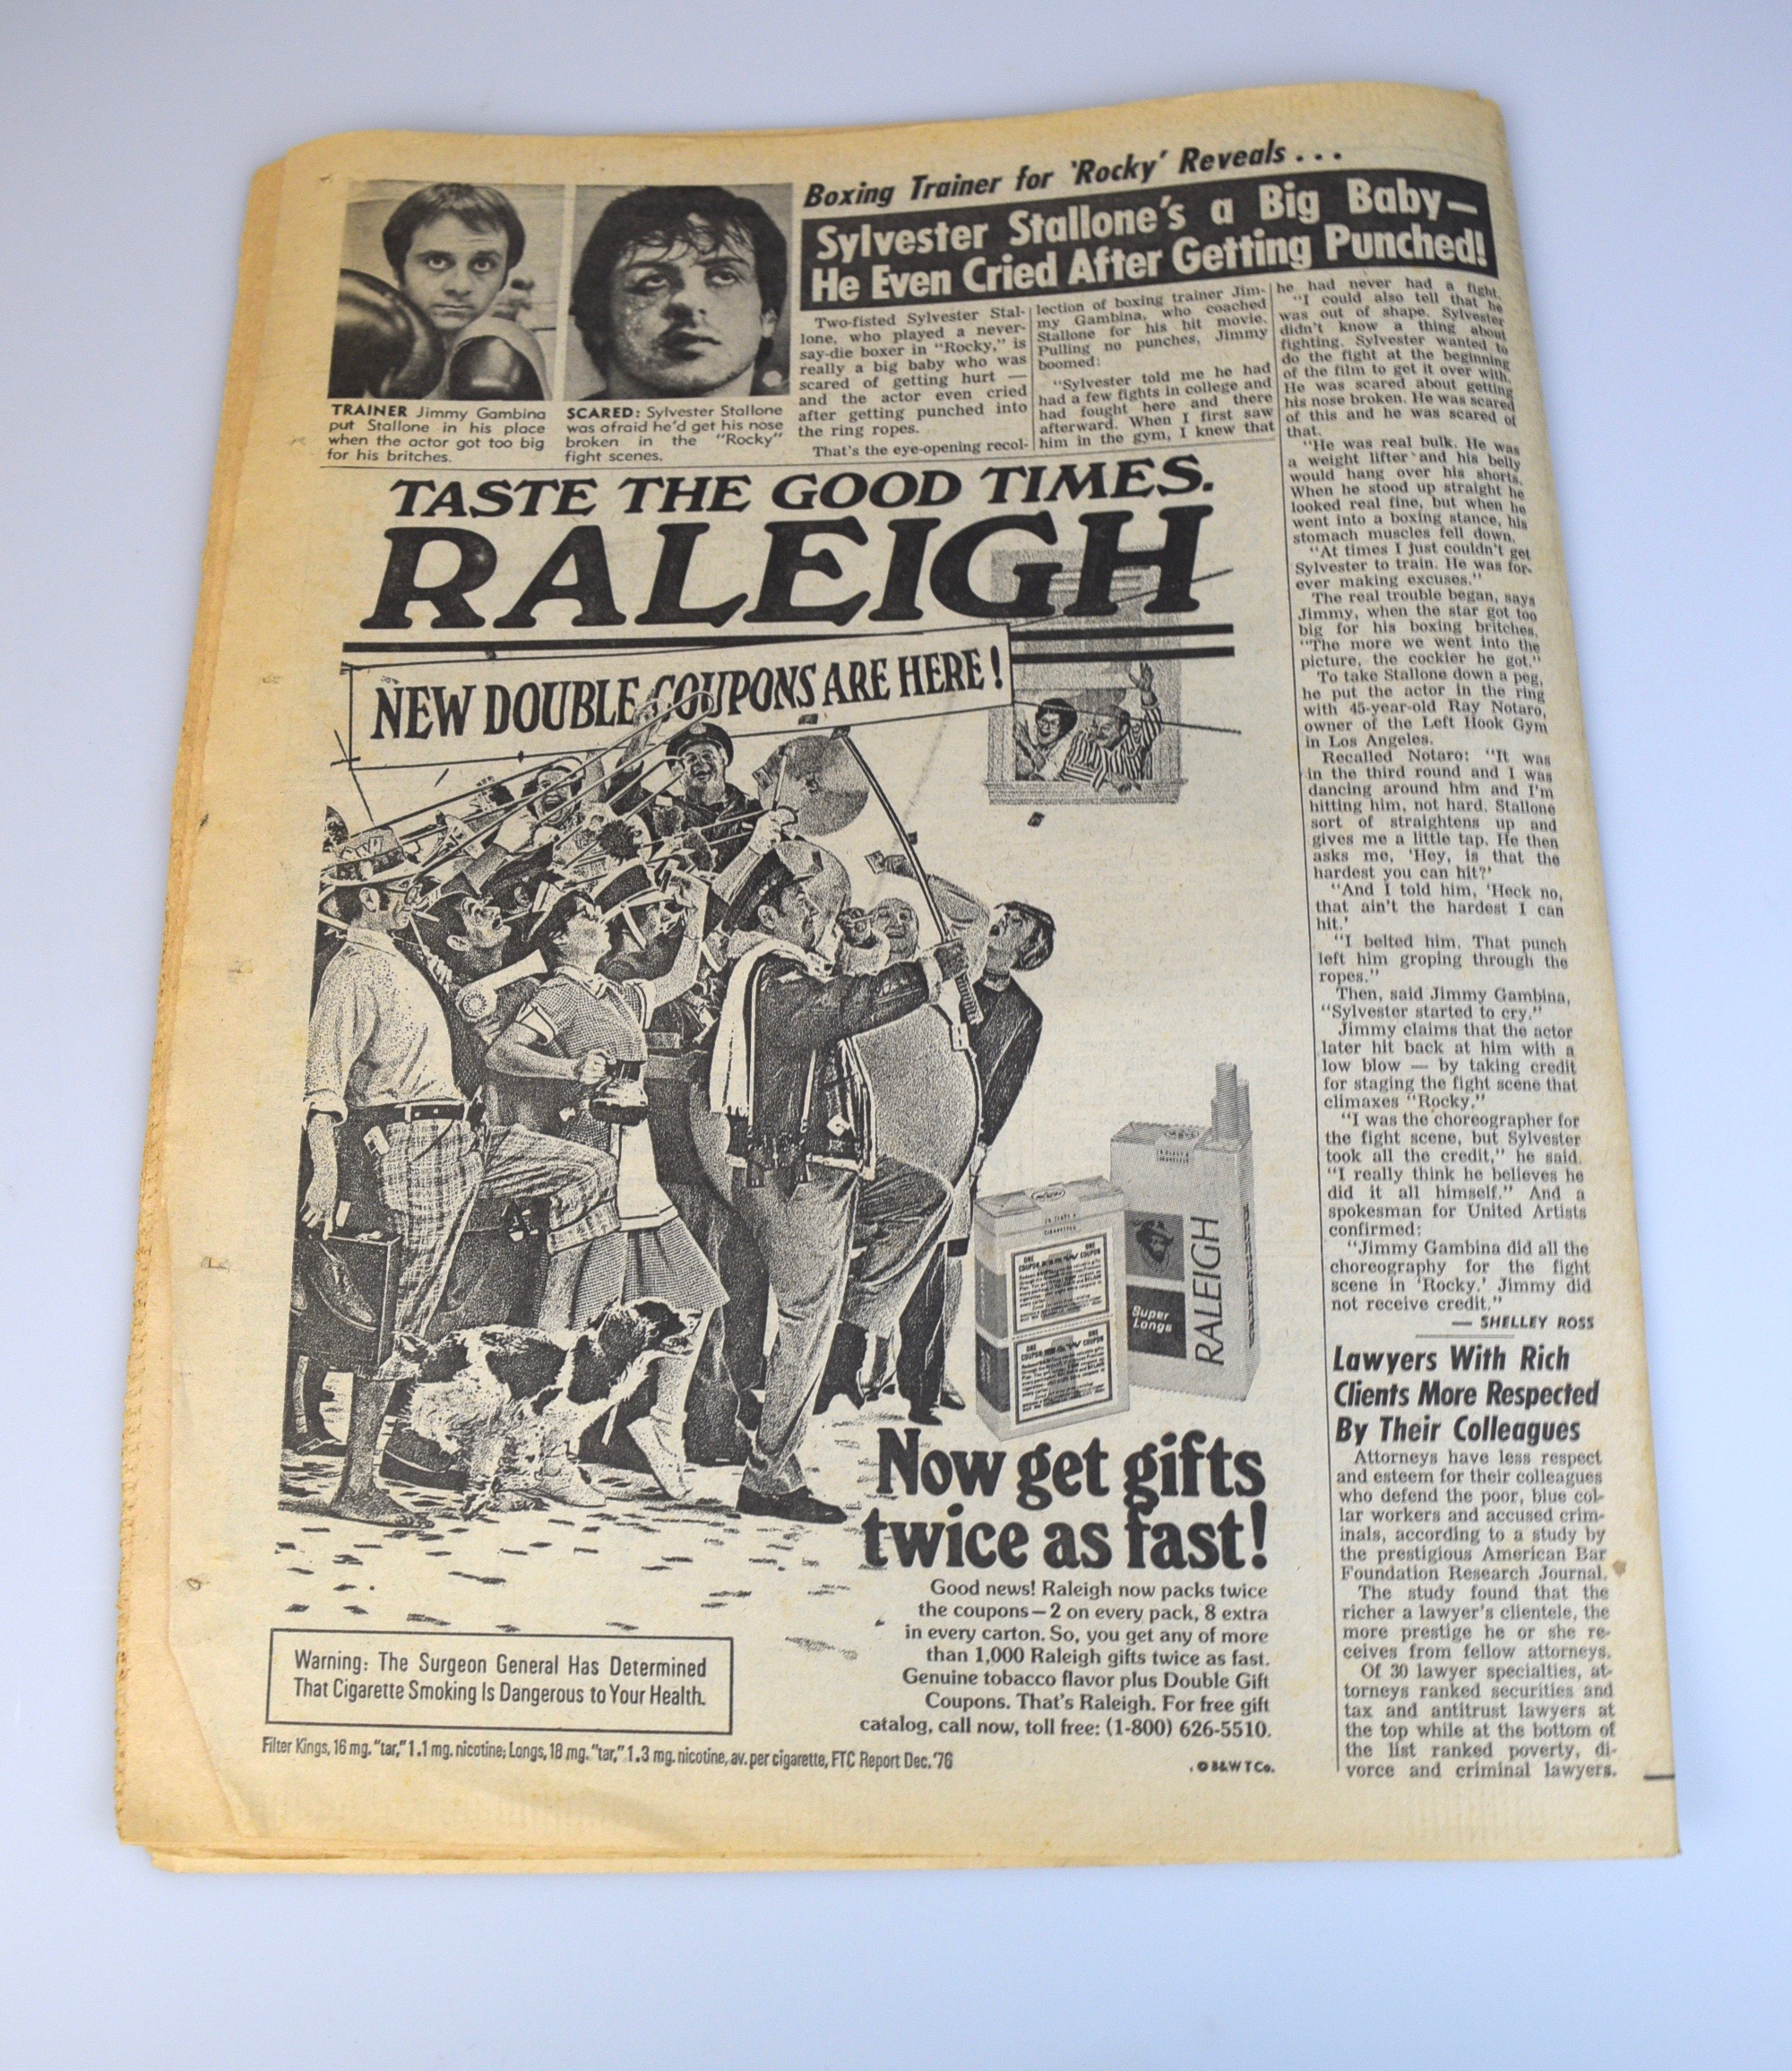 Boxing Trainer for 'Rocky' Reveals . . .
Sylvester Stallone's a Big Baby—
He Even Cried After Getting Punched!
TRAINER Jimmy Gambina
put Stallone in his place
when the actor got too big
for his britches.
SCARED: Sylvester Stallone
was afraid he'd get his nose
broken in the "Rocky"
fight scenes.
Two-fisted Sylvester Stal-
lone, who played a never-
say-die boxer in "Rocky," is
really a big baby who was
scared of getting hurt —
and the actor even cried
after getting punched into
the ring ropes.
That's the eye-opening recol-
lection of boxing trainer Jim-
my Gambina, who coached
Stallone for his hit movie.
Pulling no punches, Jimmy
boomed:
"Sylvester told me he had
had a few fights in college and
had fought here and there
afterward. When I first saw
him in the gym, I knew that
he had never had a fight.
"I could also tell that he
was out of shape. Sylvester
didn't know a thing about
fighting. Sylvester wanted to
do the fight at the beginning
of the film to get it over with.
He was scared about getting
his nose broken. He was scared
of this and he was scared of
that.
"He was real bulk. He was
a weight lifter and his belly
would hang over his shorts.
When he stood up straight he
looked real fine, but when he
went into a boxing stance, his
stomach muscles fell down.
"At times I just couldn't get
Sylvester to train. He was for-
ever making excuses."
The real trouble began, says
Jimmy, when the star got too
big for his boxing britches.
"The more we went into the
picture, the cockier he got."
To take Stallone down a peg,
he put the actor in the ring
with 45-year-old Ray Notaro,
owner of the Left Hook Gym
in Los Angeles.
Recalled Notaro: "It was
in the third round and I was
dancing around him and I'm
hitting him, not hard. Stallone
sort of straightens up and
gives me a little tap. He then
asks me, 'Hey, is that the
hardest you can hit?'
"And I told him, 'Heck no,
that ain't the hardest I can
hit.'
"I belted him. That punch
left him groping through the
ropes."
Then, said Jimmy Gambina,
"Sylvester started to cry."
Jimmy claims that the actor
later hit back at him with a
low blow — by taking credit
for staging the fight scene that
climaxes "Rocky."
"I was the choreographer for
the fight scene, but Sylvester
took all the credit," he said.
"I really think he believes he
did it all himself." And a
spokesman for United Artists
confirmed:
"Jimmy Gambina did all the
choreography for the fight
scene in 'Rocky.' Jimmy did
not receive credit."
— SHELLEY ROSS
Lawyers With Rich
Clients More Respected
By Their Colleagues
Attorneys have less respect
and esteem for their colleagues
who defend the poor, blue col-
lar workers and accused crim-
inals, according to a study by
the prestigious American Bar
Foundation Research Journal.
The study found that the
richer a lawyer's clientele, the
more prestige he or she re-
ceives from fellow attorneys.
Of 30 lawyer specialties, at-
torneys ranked securities and
tax and antitrust lawyers at
the top while at the bottom of
the list ranked poverty, di-
vorce and criminal lawyers.
TASTE THE GOOD TIMES.
RALEIGH
NEW DOUBLE COUPONS ARE HERE!
ONE COUPON B&W ONE COUPON
ONE COUPON B&W ONE COUPON
Super
Longs
RALEIGH
Now get gifts
twice as fast!
Good news! Raleigh now packs twice
the coupons—2 on every pack, 8 extra
in every carton. So, you get any of more
than 1,000 Raleigh gifts twice as fast.
Genuine tobacco flavor plus Double Gift
Coupons. That's Raleigh. For free gift
catalog, call now, toll free: (1-800) 626-5510.
Warning: The Surgeon General Has Determined
That Cigarette Smoking Is Dangerous to Your Health.
Filter Kings, 16 mg. "tar," 1.1 mg. nicotine; Longs, 18 mg. "tar," 1.3 mg. nicotine, av. per cigarette, FTC Report Dec. '76
© B&W T Co.